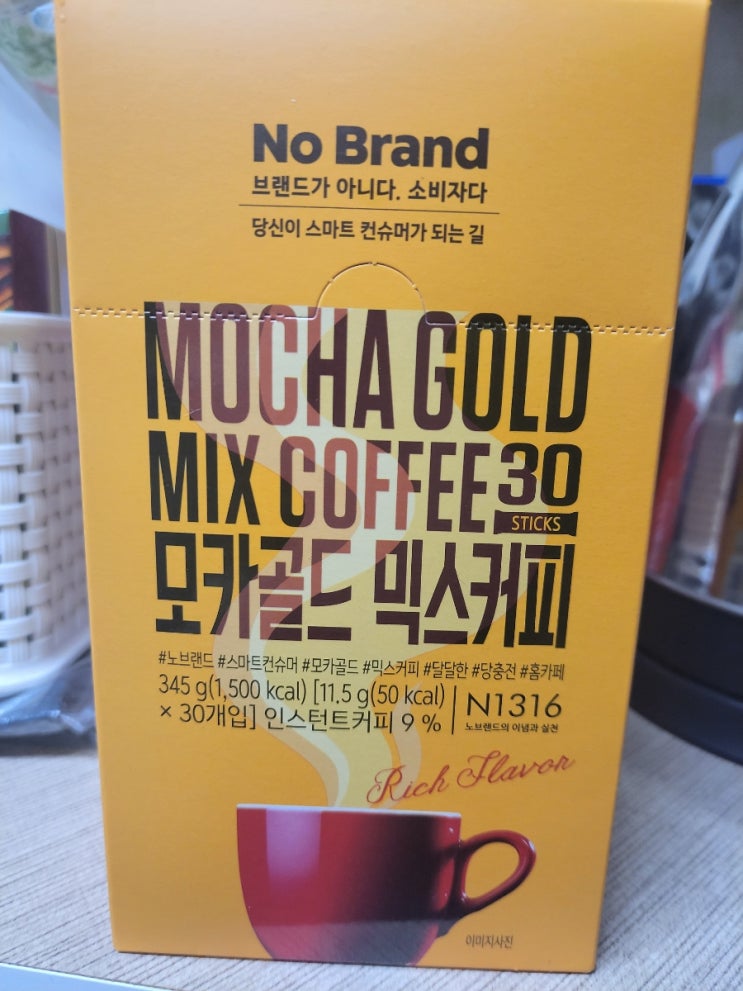 No Brand
브랜드가 아니다. 소비자다
당신이 스마트 컨슈머가 되는 길
MOCHA GOLD
MIX COFFEE 30
STICKS
모카골드 믹스커피
#노브랜드 #스마트컨슈머 #모카골드 #믹스커피 #달달한 #당충전 #홈카페
345 g(1,500 kcal) [11.5 g(50 kcal)
× 30개입] 인스턴트커피 9 %
N1316
노브랜드의 이념과 실천
Rich Flavor
이미지사진